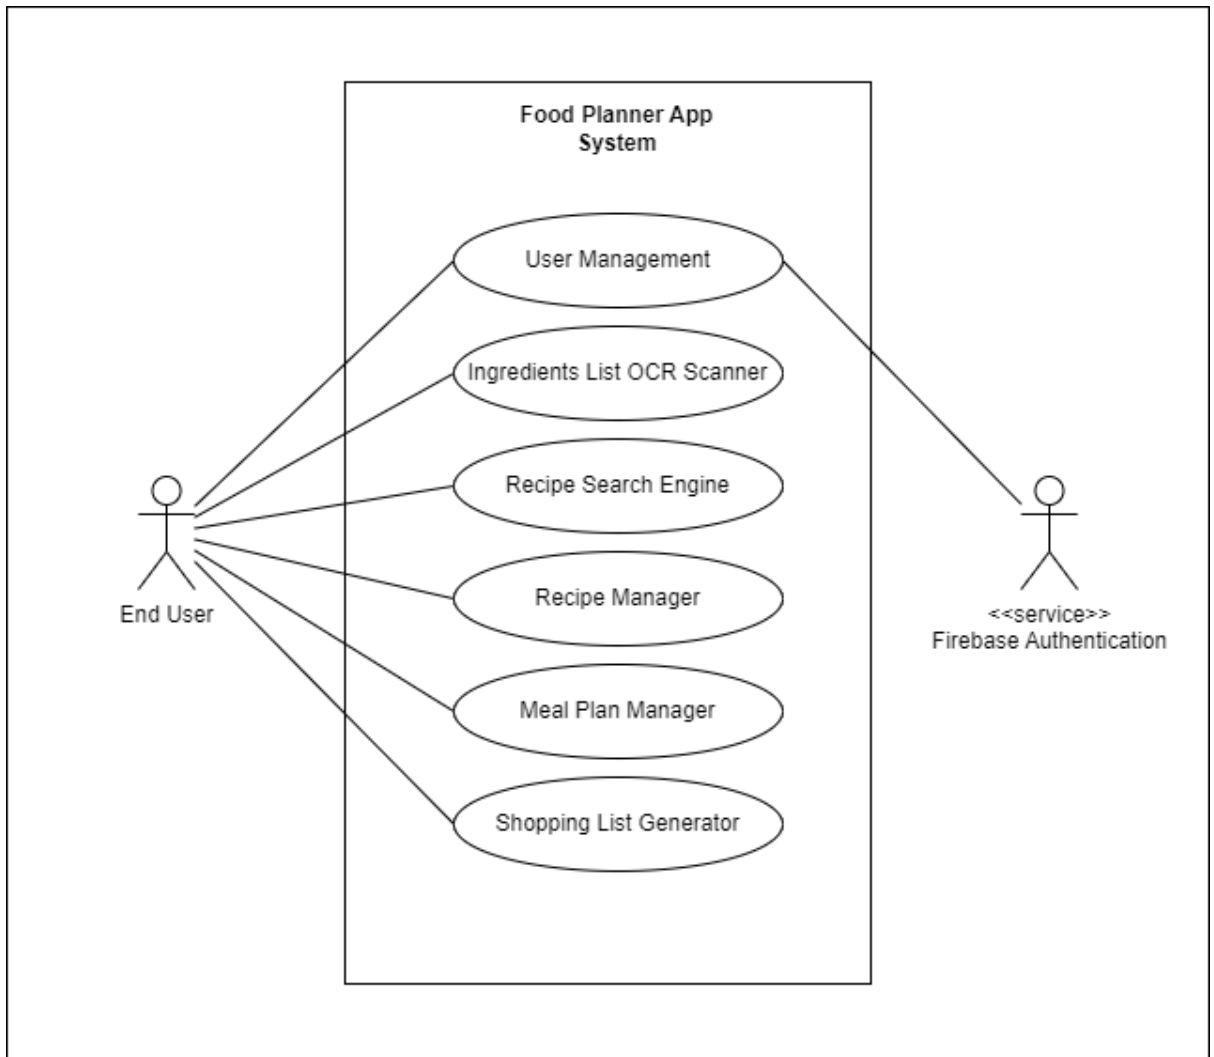 Food Planner App
System
User Management
Ingredients List OCR Scanner
Recipe Search Engine
Recipe Manager
Meal Plan Manager
Shopping List Generator
End User
<<service>>
Firebase Authentication